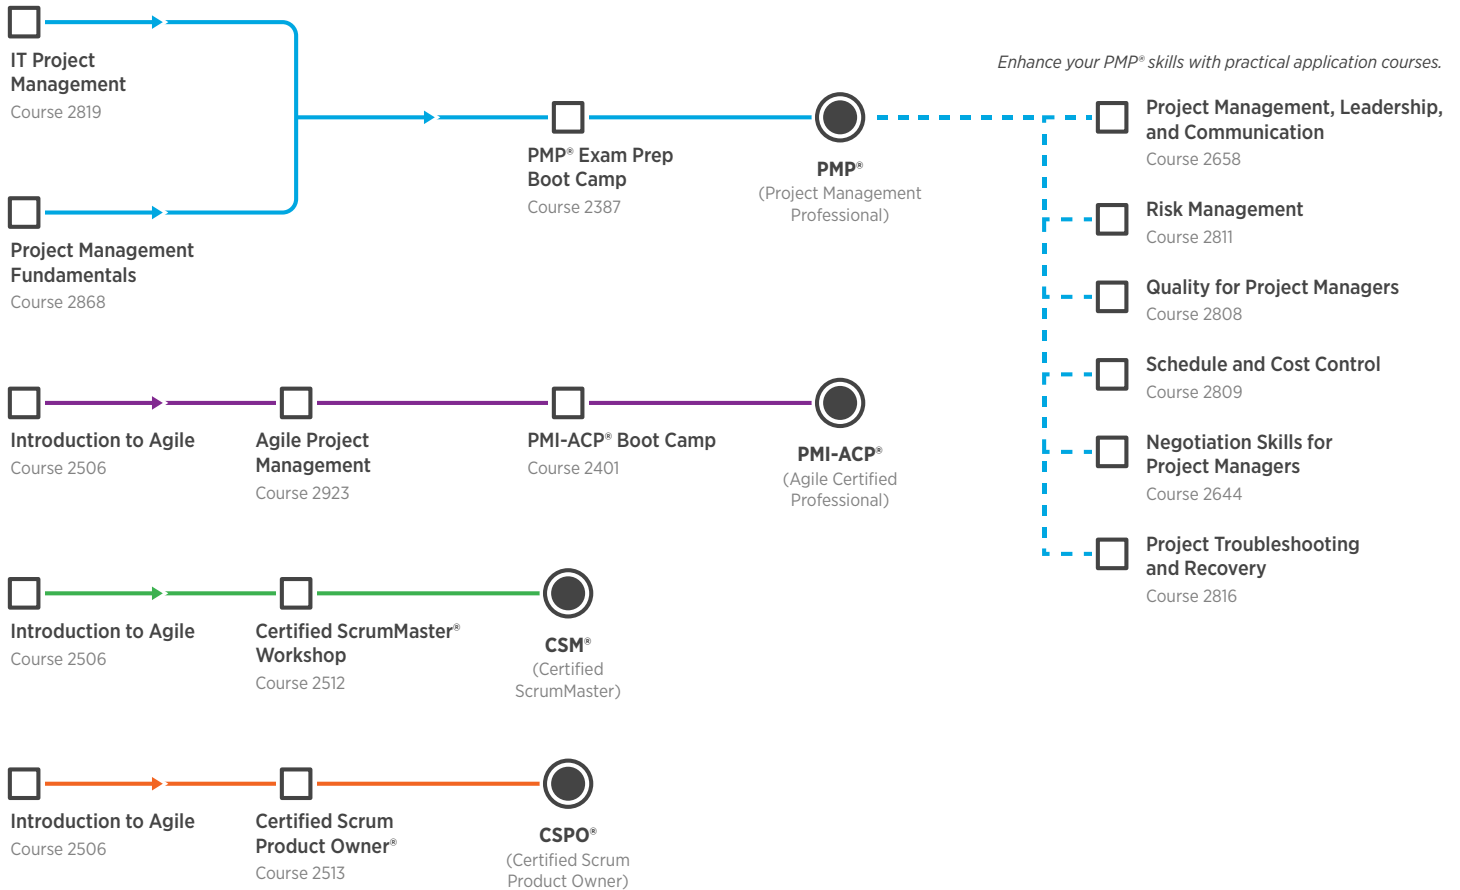 IT Project
Management
Course 2819
Enhance your PMP® skills with practical application courses.
PMP® Exam Prep
Boot Camp
Course 2387
PMP®
(Project Management
Professional)
Project Management, Leadership,
and Communication
Course 2658
Risk Management
Course 2811
Project Management
Fundamentals
Course 2868
Quality for Project Managers
Course 2808
Schedule and Cost Control
Course 2809
Negotiation Skills for
Project Managers
Course 2644
Project Troubleshooting
and Recovery
Course 2816
Introduction to Agile
Course 2506
Agile Project
Management
Course 2923
PMI-ACP® Boot Camp
Course 2401
PMI-ACP®
(Agile Certified
Professional)
Introduction to Agile
Course 2506
Certified ScrumMaster®
Workshop
Course 2512
CSM®
(Certified
ScrumMaster)
Introduction to Agile
Course 2506
Certified Scrum
Product Owner®
Course 2513
CSPO®
(Certified Scrum
Product Owner)